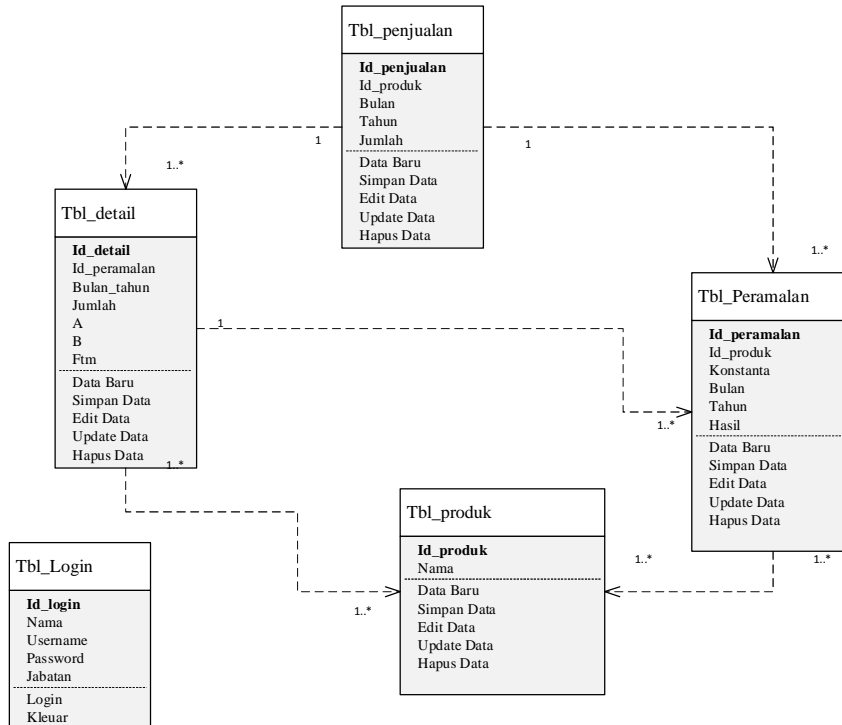 Tbl_penjualan
Id_penjualan
Id_produk
Bulan
Tahun
Jumlah
Data Baru
Simpan Data
Edit Data
Update Data
Hapus Data
1
1
1..*
1..*
Tbl_detail
Id_detail
Id_peramalan
Bulan_tahun
Jumlah
A
B
Ftm
Data Baru
Simpan Data
Edit Data
Update Data
Hapus Data
1..*
1
1..*
Tbl_Peramalan
Id_peramalan
Id_produk
Konstanta
Bulan
Tahun
Hasil
Data Baru
Simpan Data
Edit Data
Update Data
Hapus Data
1..*
1..*
1..*
Tbl_produk
Id_produk
Nama
Data Baru
Simpan Data
Edit Data
Update Data
Hapus Data
Tbl_Login
Id_login
Nama
Username
Password
Jabatan
Login
Kleuar